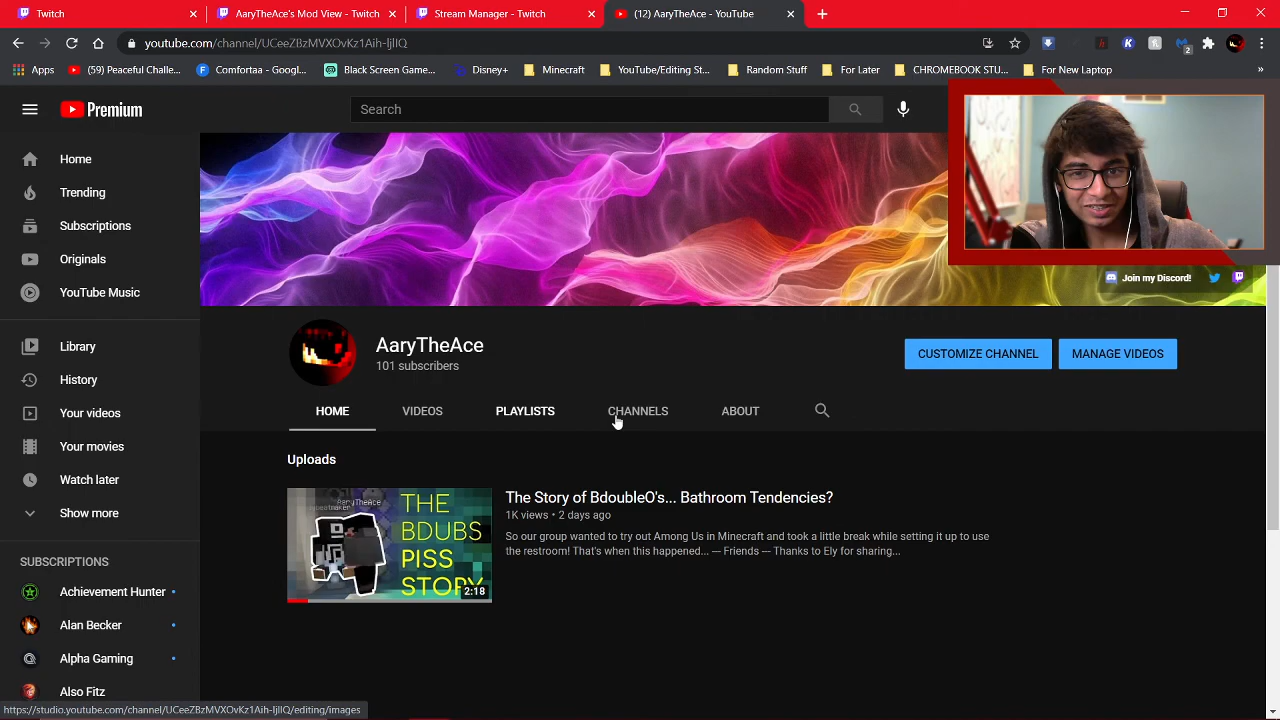 Twitch
AaryTheAce's Mod View - Twitch
Stream Manager - Twitch
(12) AaryTheAce - YouTube
youtube.com/channel/UCeeZBzMVXOvKz1Aih-ljlIQ
2
Apps
(59) Peaceful Challe...
Comfortaa - Googl...
Black Screen Game...
Disney+
Minecraft
YouTube/Editing St...
Random Stuff
For Later
CHROMEBOOK STU...
For New Laptop
Premium
Search
Home
Trending
Subscriptions
Originals
YouTube Music
Library
History
Your videos
Your movies
Watch later
Show more
SUBSCRIPTIONS
Achievement Hunter
Alan Becker
Alpha Gaming
Also Fitz
Join my Discord!
AaryTheAce
101 subscribers
CUSTOMIZE CHANNEL
MANAGE VIDEOS
HOME
VIDEOS
PLAYLISTS
CHANNELS
ABOUT
Uploads
AaryTheAce
THE
BDUBS
PISS
STORY
2:18
The Story of BdoubleO's... Bathroom Tendencies?
1K views • 2 days ago
So our group wanted to try out Among Us in Minecraft and took a little break while setting it up to use
the restroom! That's when this happened... --- Friends --- Thanks to Ely for sharing...
https://studio.youtube.com/channel/UCeeZBzMVXOvKz1Aih-ljlIQ/editing/images